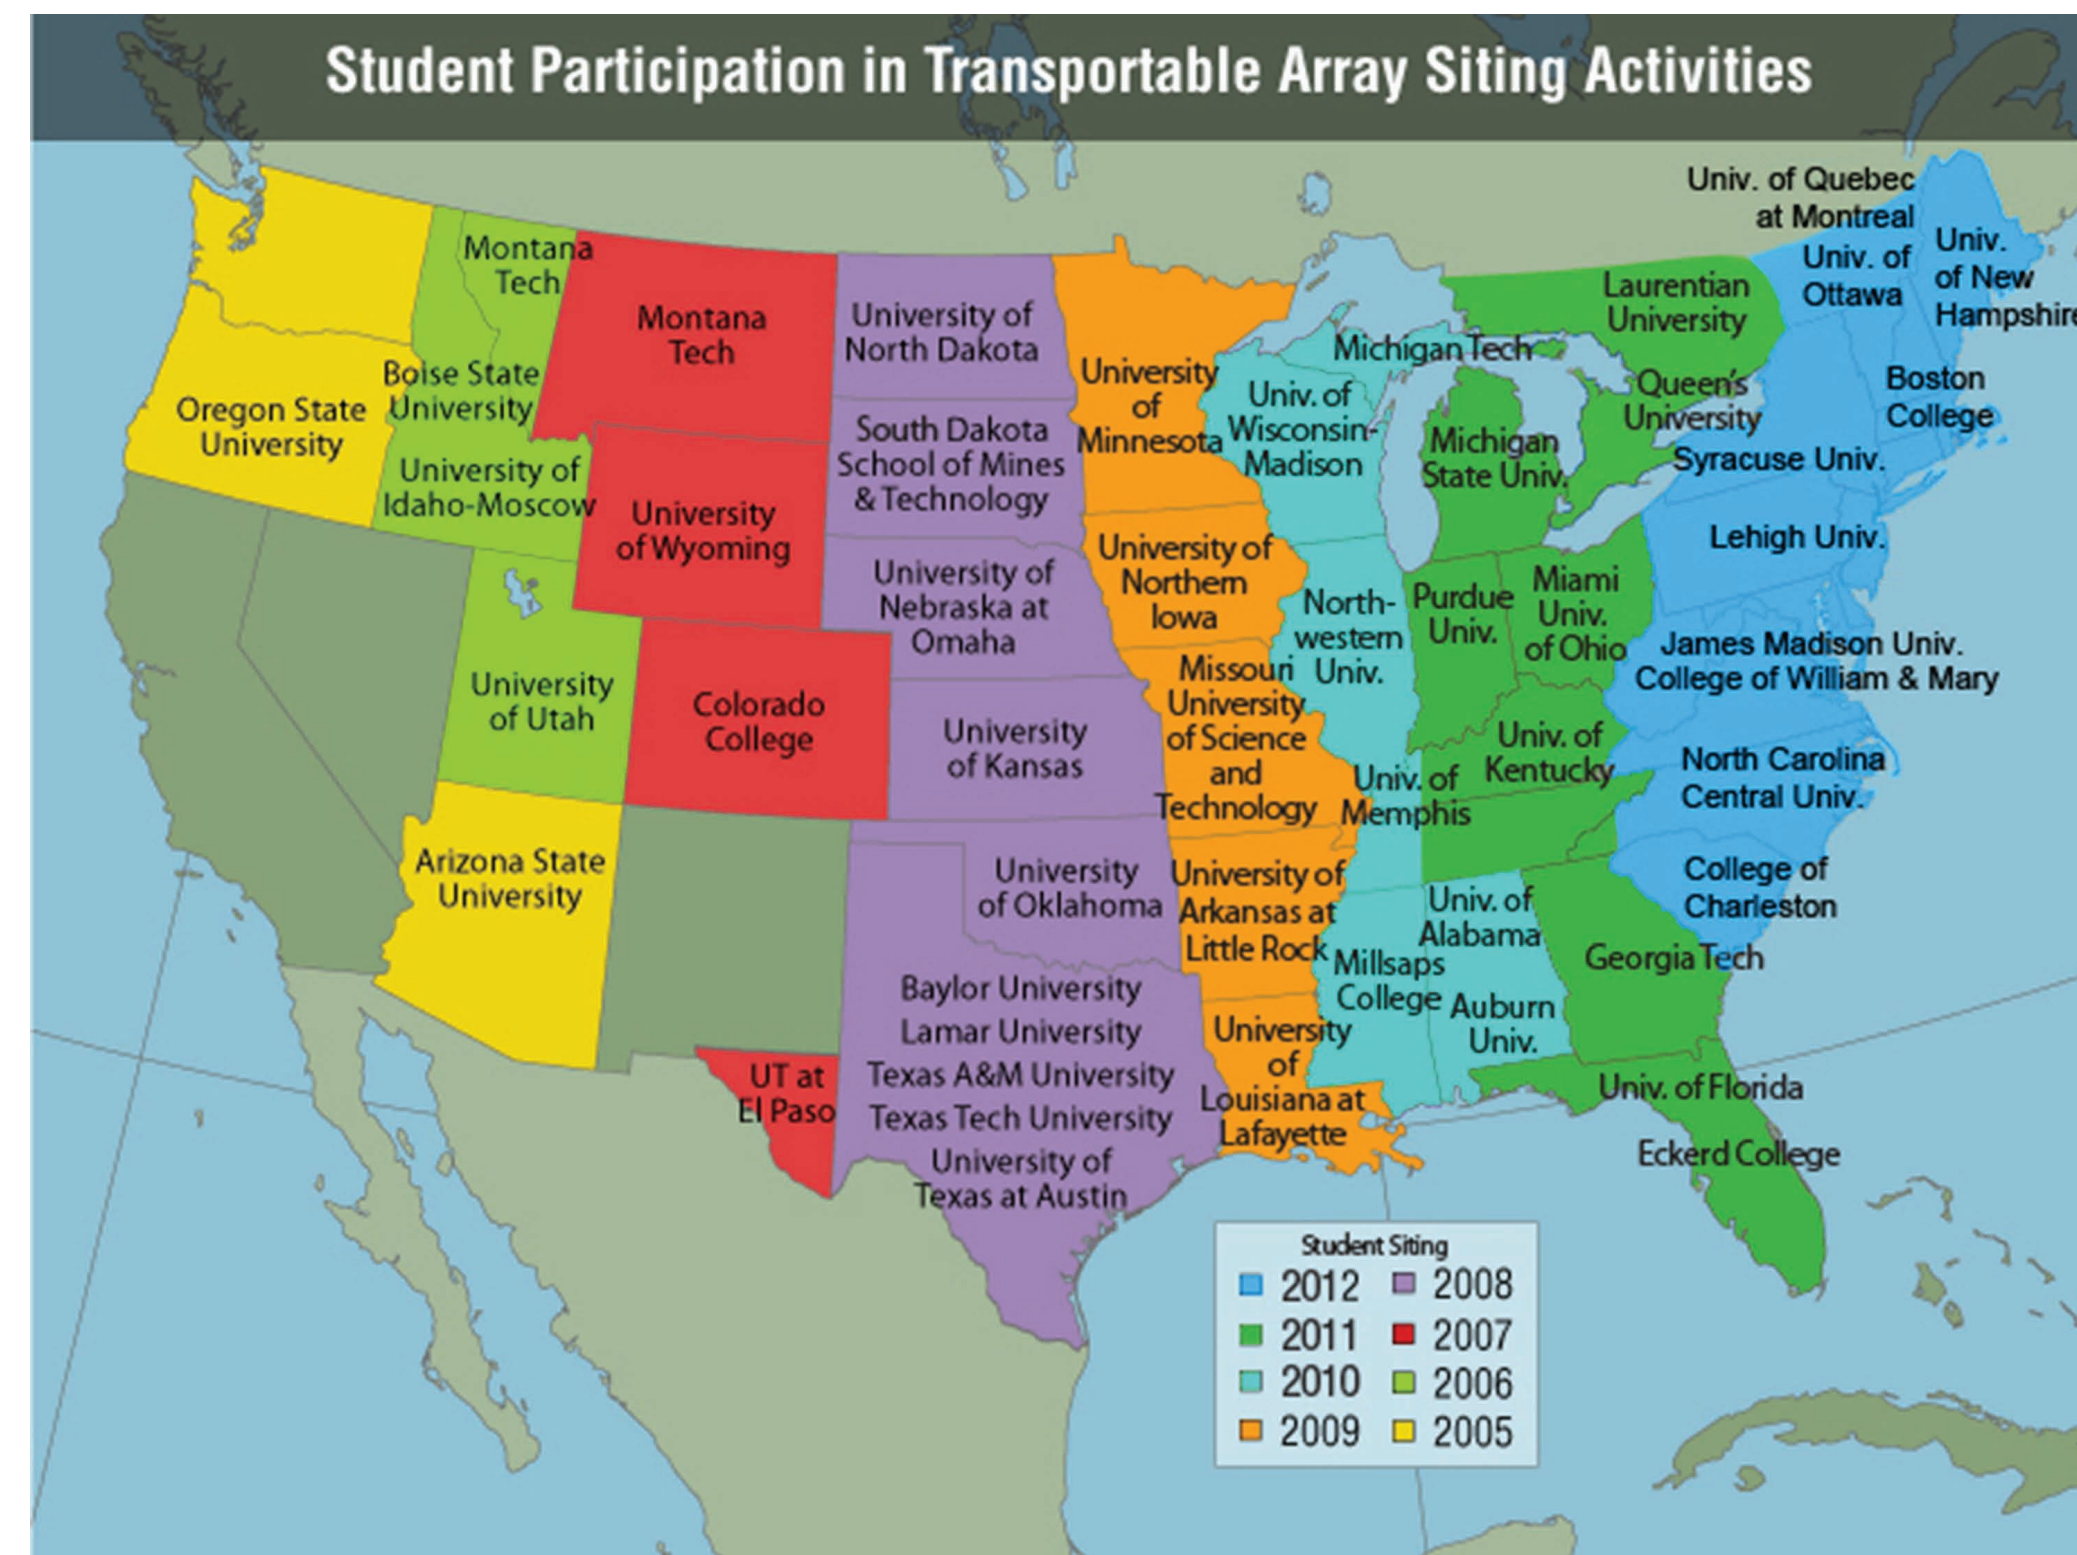 Student Participation in Transportable Array Siting Activities
Univ. of Quebec
at Montreal
Univ.
of New
Hampshire
Univ. of
Ottawa
Montana
Tech
Montana
Tech
University of
North Dakota
Laurentian
University
Michigan Tech
Boise State
University
Oregon State
University
University
of
Minnesota
Univ. of
Wisconsin-
Madison
Queen's
University
Boston
College
South Dakota
School of Mines
& Technology
Michigan
State Univ.
Syracuse Univ.
University of
Idaho-Moscow
University
of Wyoming
Lehigh Univ.
University of
Northern
Iowa
University of
Nebraska at
Omaha
North-
western
Univ.
Purdue
Univ.
Miami
Univ.
of Ohio
James Madison Univ.
College of William & Mary
University
of Utah
Colorado
College
University
of Kansas
Missouri
University
of Science
and
Technology
Univ. of
Memphis
Univ. of
Kentucky
North Carolina
Central Univ.
Arizona State
University
University
of Oklahoma
University of
Arkansas at
Little Rock
Univ. of
Alabama
College of
Charleston
Millsaps
College
Auburn
Univ.
Georgia Tech
Baylor University
Lamar University
Texas A&M University
Texas Tech University
University of
Texas at Austin
UT at
El Paso
University
of
Louisiana at
Lafayette
Univ. of Florida
Eckerd College
Student Siting
2012 2008
2011 2007
2010 2006
2009 2005